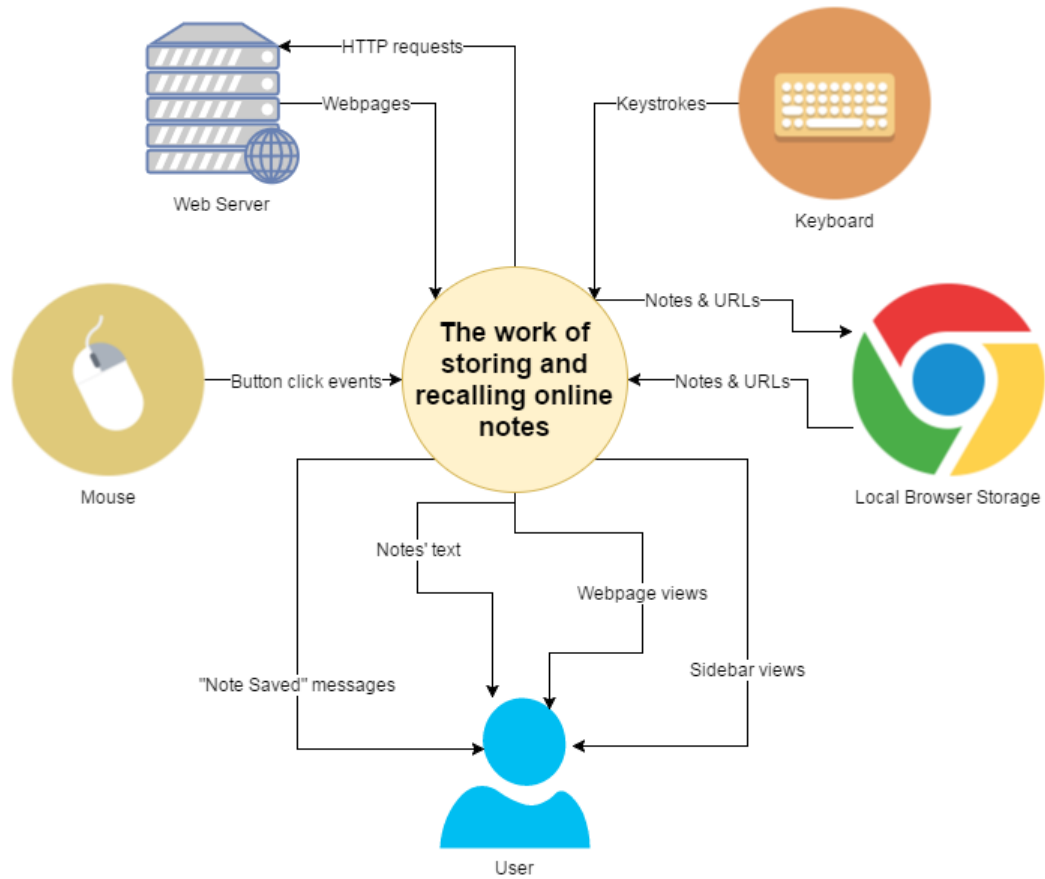 HTTP requests
Webpages
Keystrokes
Web Server
Keyboard
Notes & URLs
The work of
storing and
recalling online
notes
Button click events
Notes & URLs
Mouse
Local Browser Storage
Notes' text
Webpage views
Sidebar views
"Note Saved" messages
User